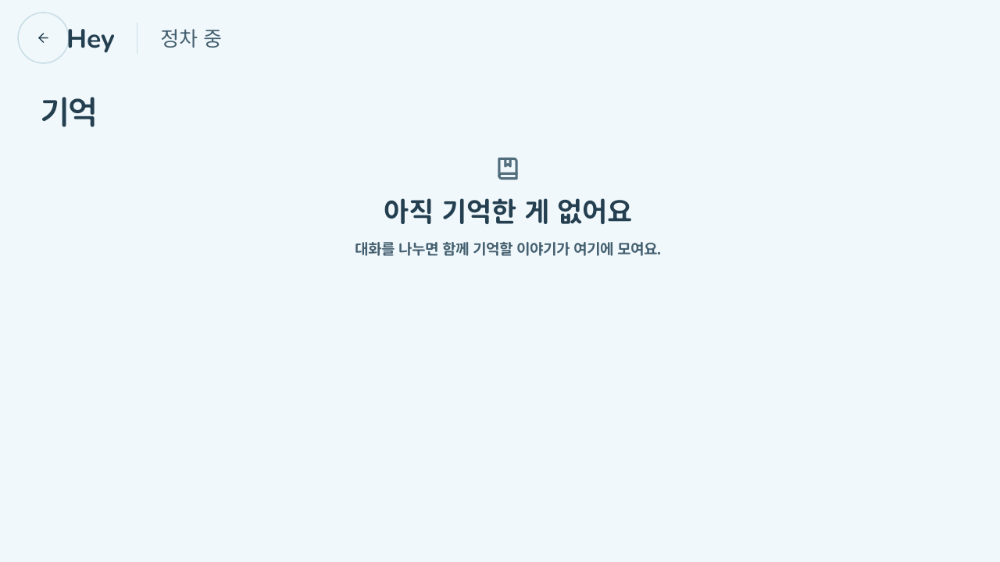 Hey
정차 중
기억
아직 기억한 게 없어요
대화를 나누면 함께 기억할 이야기가 여기에 모여요.